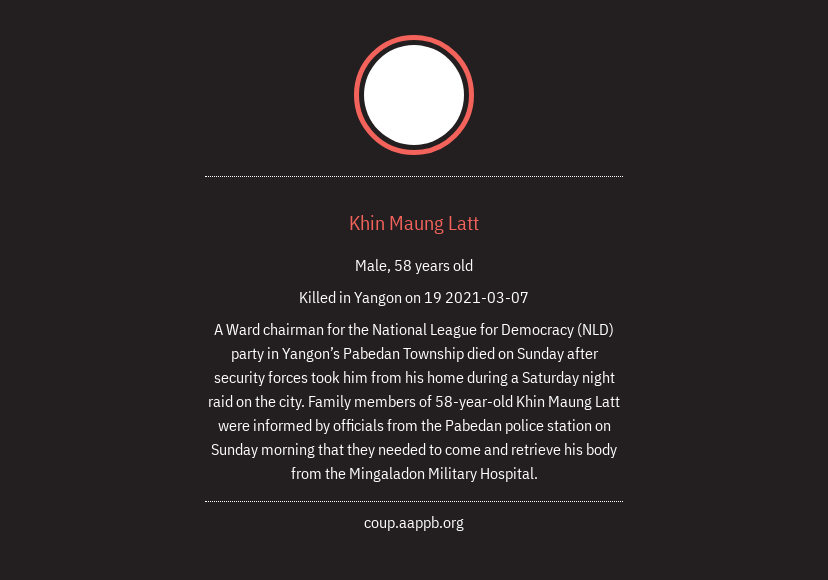 Khin Maung Latt
Male, 58 years old
Killed in Yangon on 19 2021-03-07
A Ward chairman for the National League for Democracy (NLD)
party in Yangon’s Pabedan Township died on Sunday after
security forces took him from his home during a Saturday night
raid on the city. Family members of 58-year-old Khin Maung Latt
were informed by officials from the Pabedan police station on
Sunday morning that they needed to come and retrieve his body
from the Mingaladon Military Hospital.
coup.aappb.org